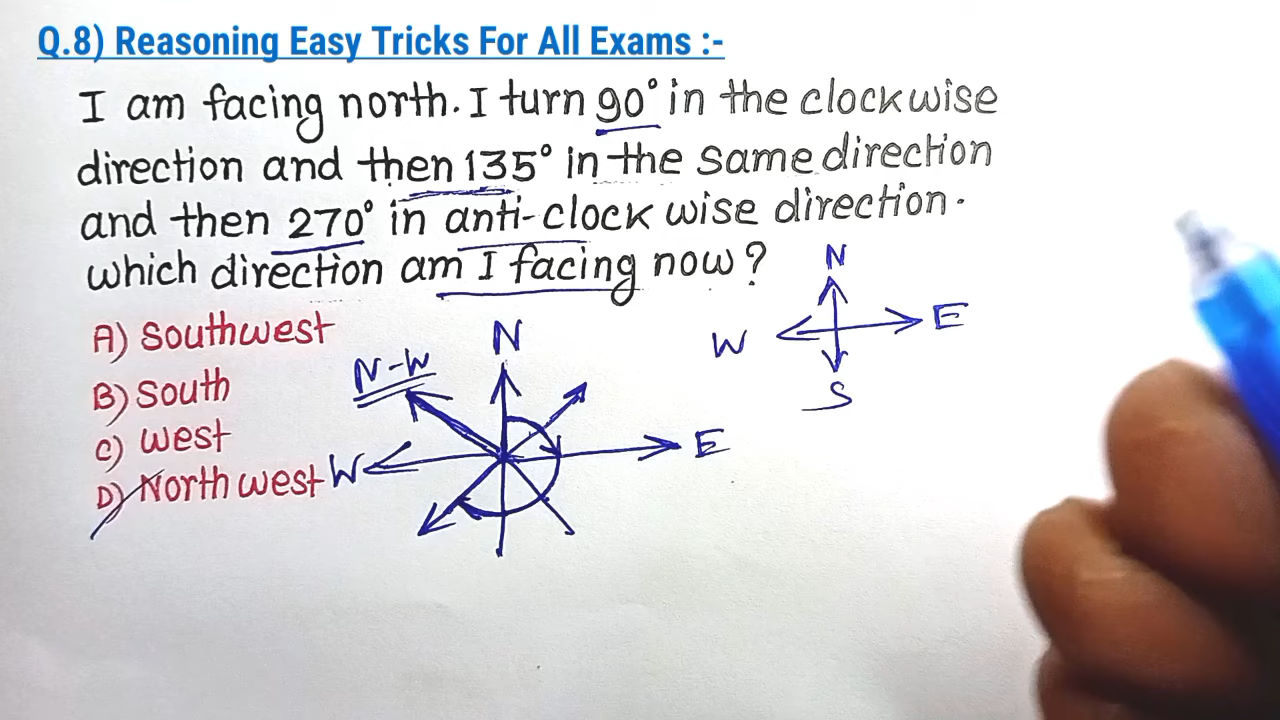 Q.8) Reasoning Easy Tricks For All Exams :-
I am facing north. I turn 90° in the clockwise
direction and then 135° in the same direction
and then 270° in anti-clock wise direction.
which direction am I facing now?
A) Southwest
B) South
C) West
D) North west
N
W
E
S
N-W
N
W
E